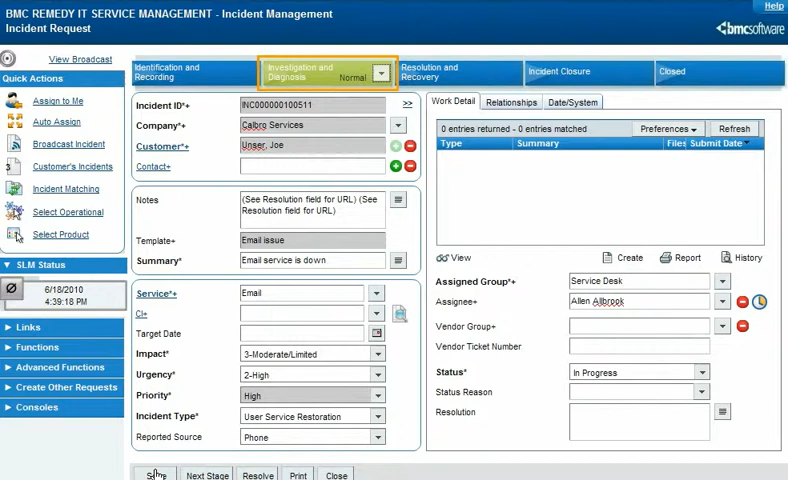 BMC REMEDY IT SERVICE MANAGEMENT - Incident Management
Help
Incident Request
bmcsoftware
View Broadcast
Quick Actions
Assign to Me
Auto Assign
Broadcast Incident
3
Customer's Incidents
Incident Matching
Select Operational
Select Product
SLM Status
6/18/2010
4:39:18 PM
Links
Functions
Advanced Functions
Create Other Requests
Consoles
Identification and
Recording
Investigation and
Diagnosis
Normal
Resolution and
Recovery
Incident Closure
Closed
Incident ID*+
INC000000100511
>>
Company*+
Calbro Services
Customer*+
Unser, Joe
Contact+
Notes
(See Resolution field for URL) (See
Resolution field for URL)
Template+
Email issue
Summary*
Email service is down
Service*+
Email
CI+
Target Date
Impact*
3-Moderate/Limited
Urgency*
2-High
Priority*
High
Incident Type*
User Service Restoration
Reported Source
Phone
Work Detail
Relationships
Date/System
0 entries returned - 0 entries matched
Preferences
Refresh
Type
Summary
Files
Submit Date
View
Create
Report
History
Assigned Group*+
Service Desk
Assignee+
Allen Allbrook
Vendor Group+
Vendor Ticket Number
Status*
In Progress
Status Reason
Resolution
Save
Next Stage
Resolve
Print
Close